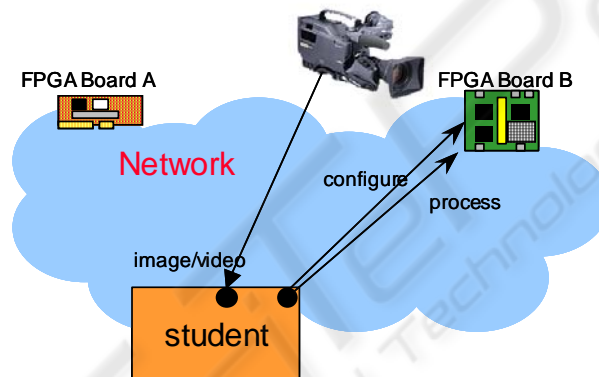 FPGA Board A
FPGA Board B
Network
configure
process
image/video
student